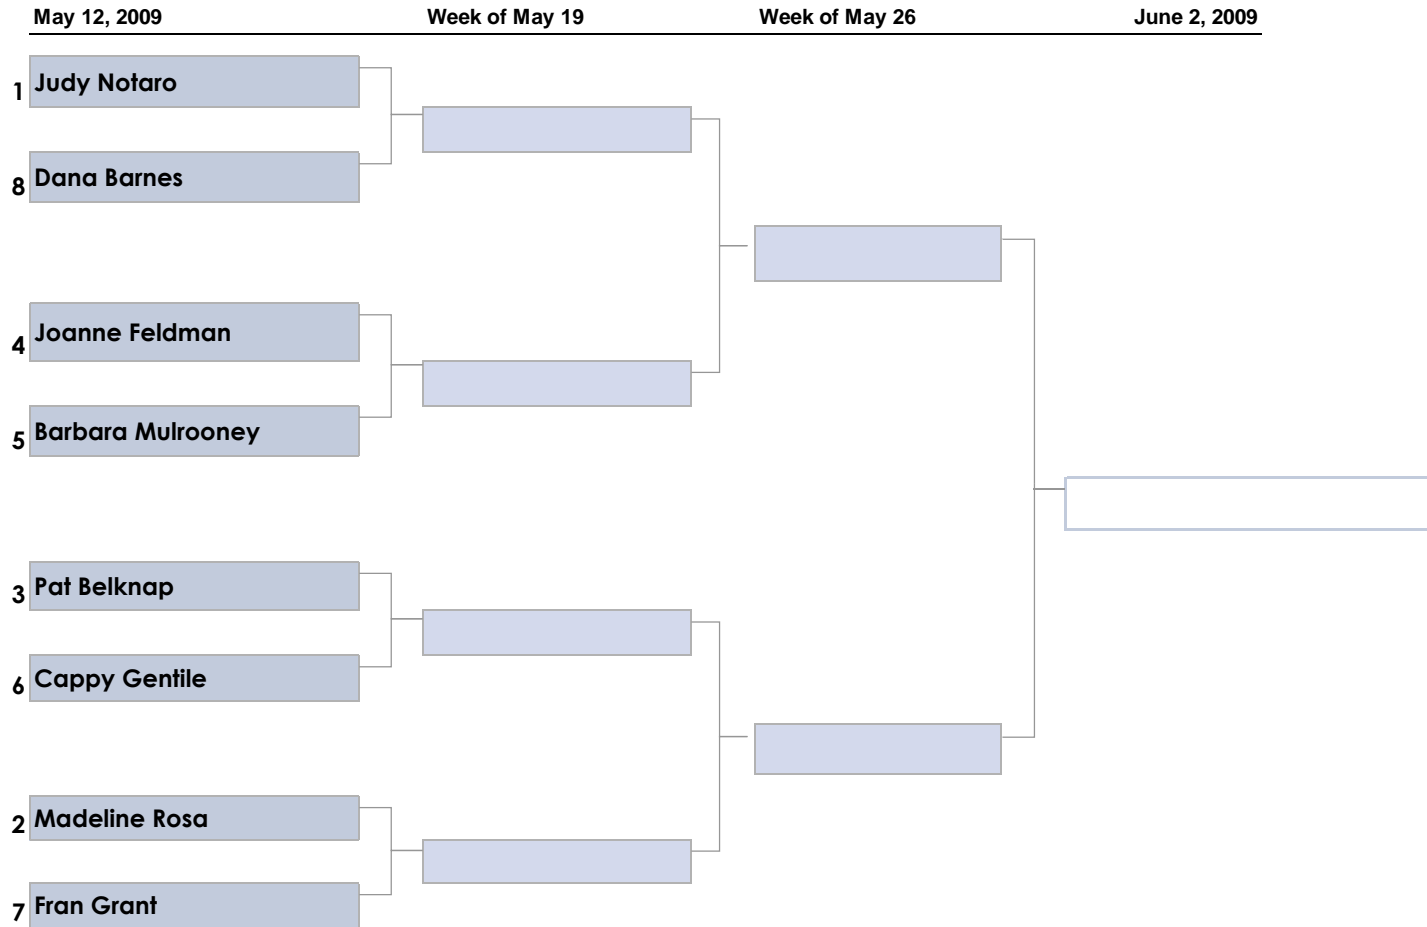 May 12, 2009 Week of May 19 Week of May 26 June 2, 2009
1 Judy Notaro
8 Dana Barnes
4 Joanne Feldman
5 Barbara Mulrooney
3 Pat Belknap
6 Cappy Gentile
2 Madeline Rosa
7 Fran Grant